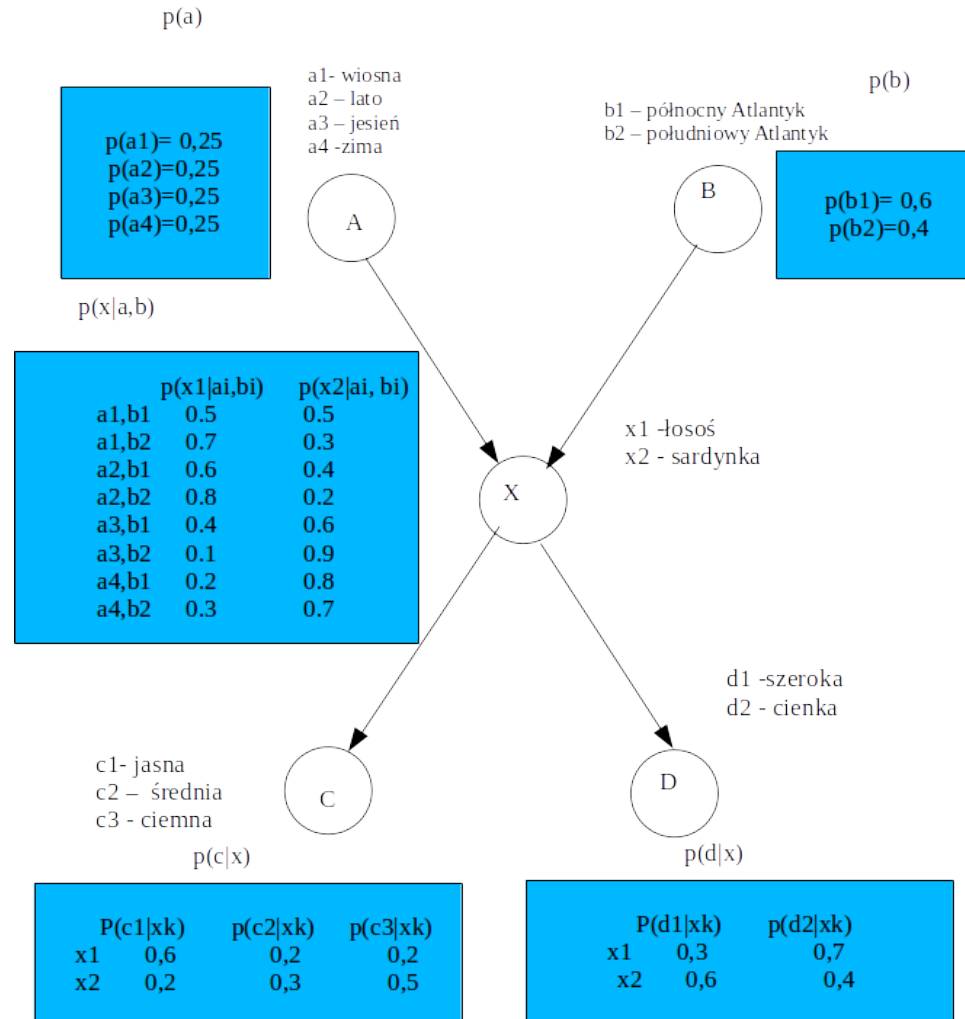 p(a)
a1- wiosna
a2 – lato
a3 – jesień
a4 -zima
p(b)
b1 – północny Atlantyk
b2 – południowy Atlantyk
p(a1)= 0,25
p(a2)=0,25
p(a3)=0,25
p(a4)=0,25
A
B
p(b1)= 0,6
p(b2)=0,4
p(x|a,b)
p(x1|ai,bi) p(x2|ai, bi)
a1,b1 0.5 0.5
a1,b2 0.7 0.3
a2,b1 0.6 0.4
a2,b2 0.8 0.2
a3,b1 0.4 0.6
a3,b2 0.1 0.9
a4,b1 0.2 0.8
a4,b2 0.3 0.7
x1 -łosoś
x2 - sardynka
X
d1 -szeroka
d2 - cienka
c1- jasna
c2 – średnia
c3 - ciemna
C
D
p(c|x)
p(d|x)
P(c1|xk) p(c2|xk) p(c3|xk)
x1 0,6 0,2 0,2
x2 0,2 0,3 0,5
P(d1|xk) p(d2|xk)
x1 0,3 0,7
x2 0,6 0,4